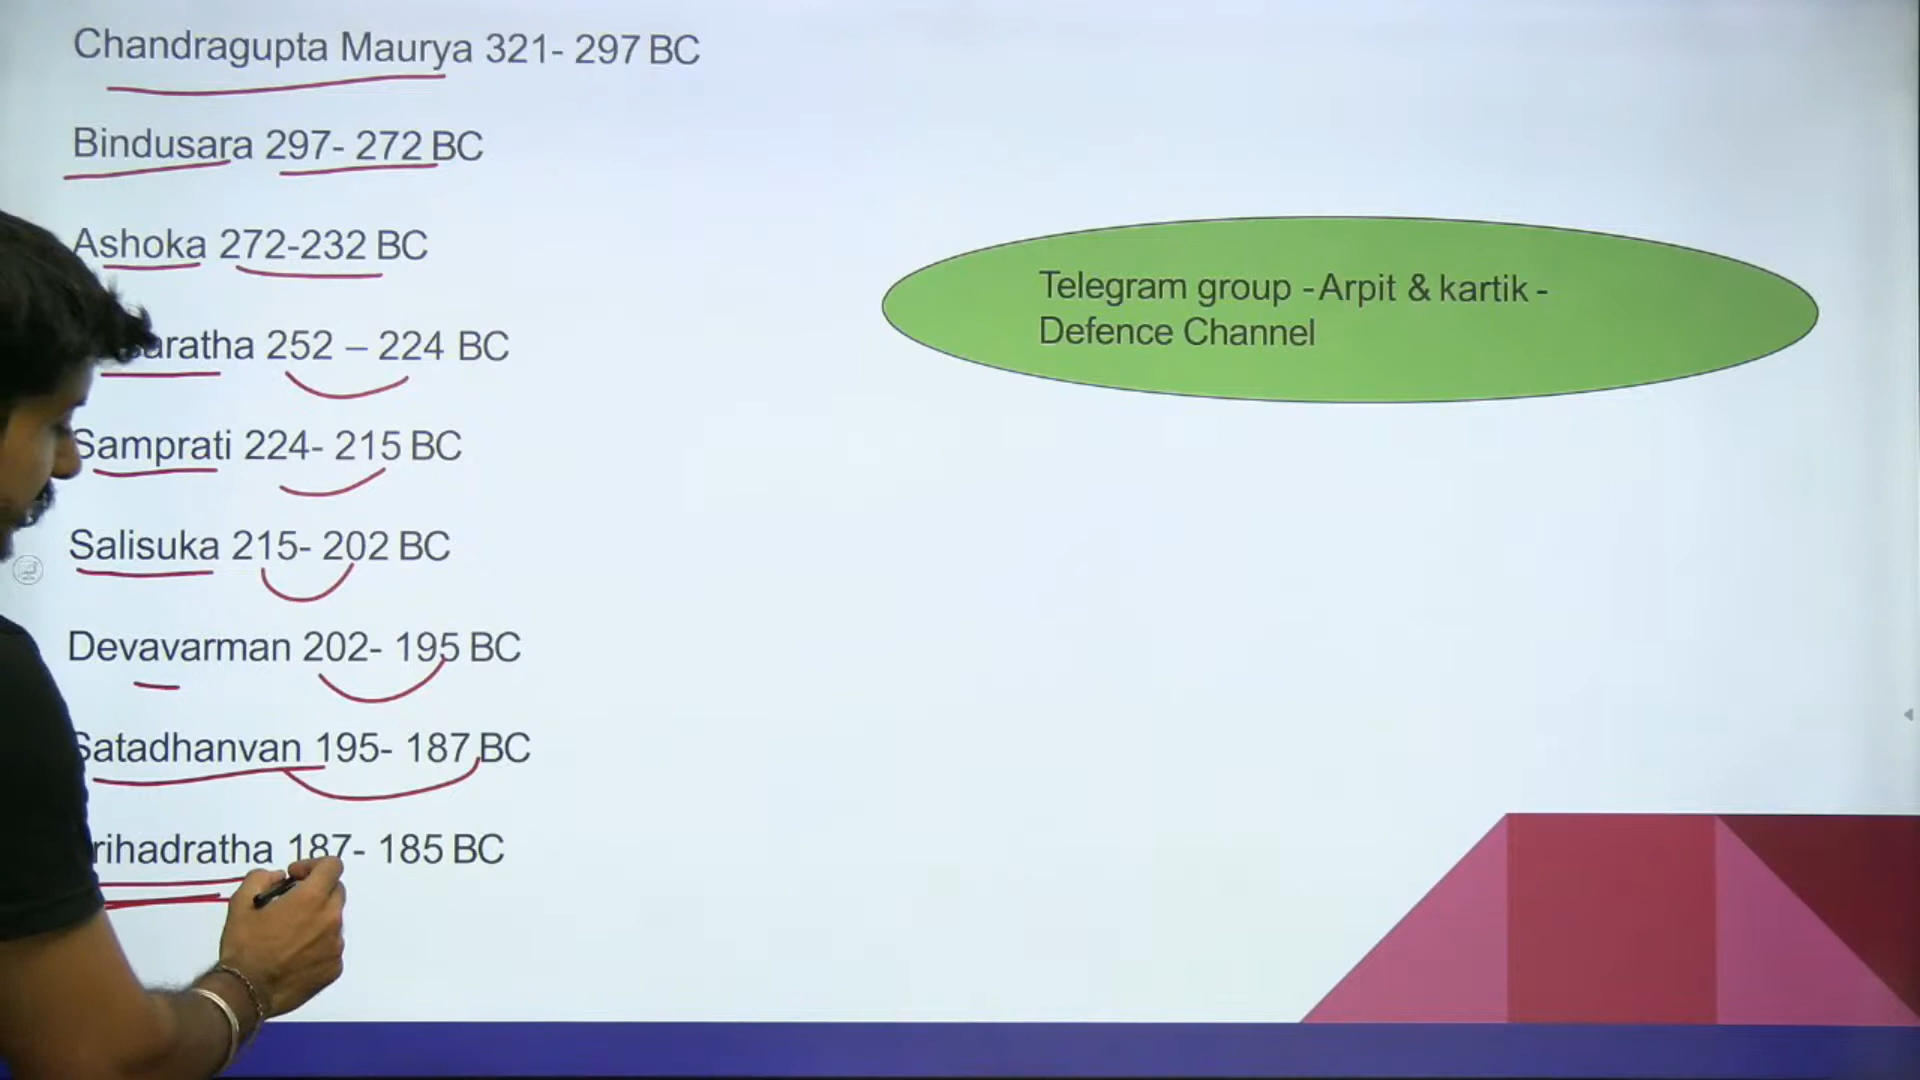 Chandragupta Maurya 321- 297 BC
Bindusara 297- 272 BC
Ashoka 272-232 BC
252 – 224 BC
Samprati 224- 215 BC
Salisuka 215- 202 BC
Devavarman 202- 195 BC
Satadhanvan 195- 187 BC
187- 185 BC
Telegram group - Arpit & kartik -
Defence Channel